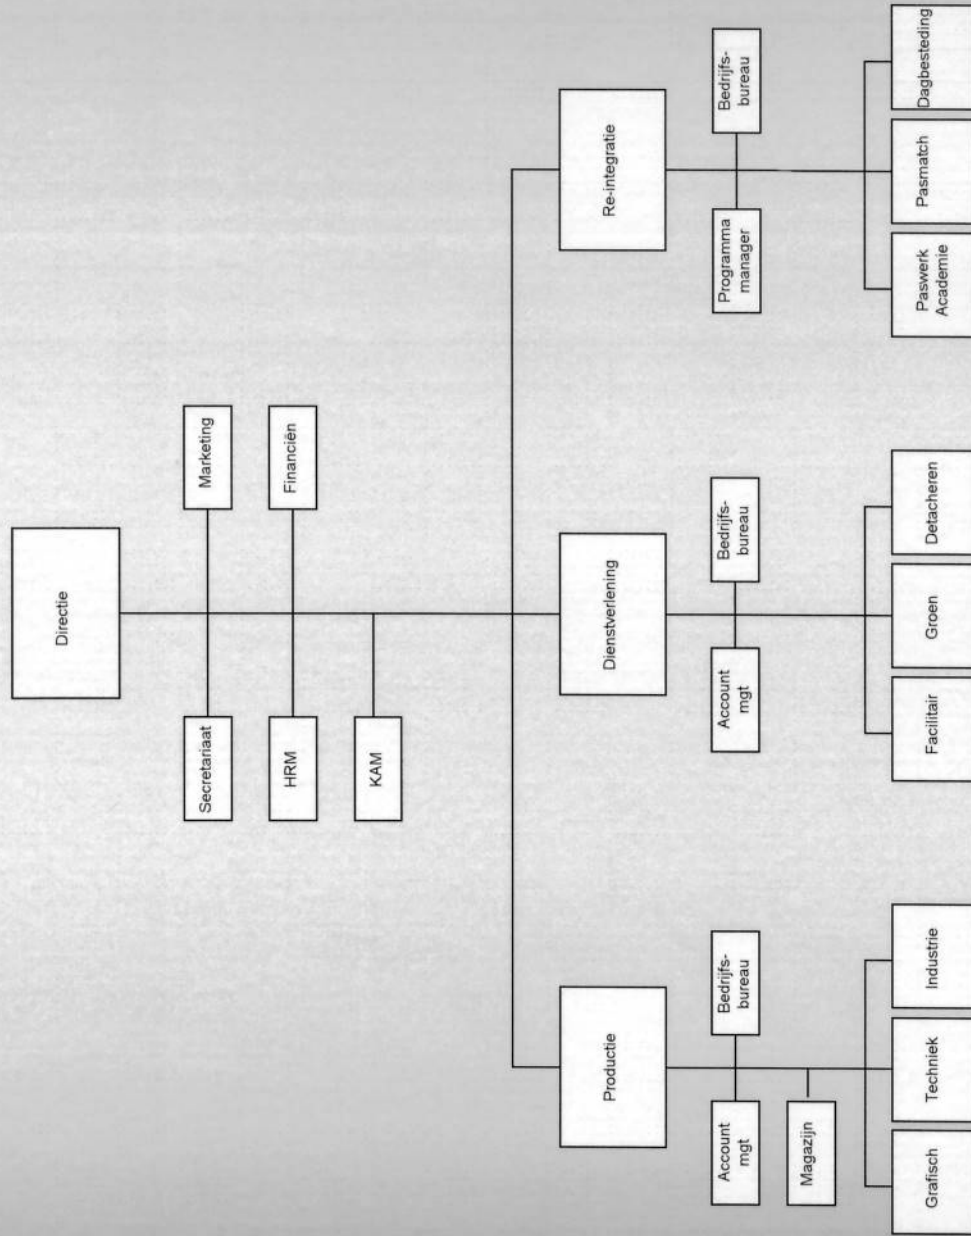 Directie
Secretariaat
Marketing
HRM
Financiën
KAM
Productie
Dienstverlening
Re-integratie
Account
mgt
Bedrijfs-
bureau
Account
mgt
Bedrijfs-
bureau
Programma
manager
Bedrijfs-
bureau
Magazijn
Grafisch
Techniek
Industrie
Facilitair
Groen
Detacheren
Paswerk
Academie
Pasmatch
Dagbesteding